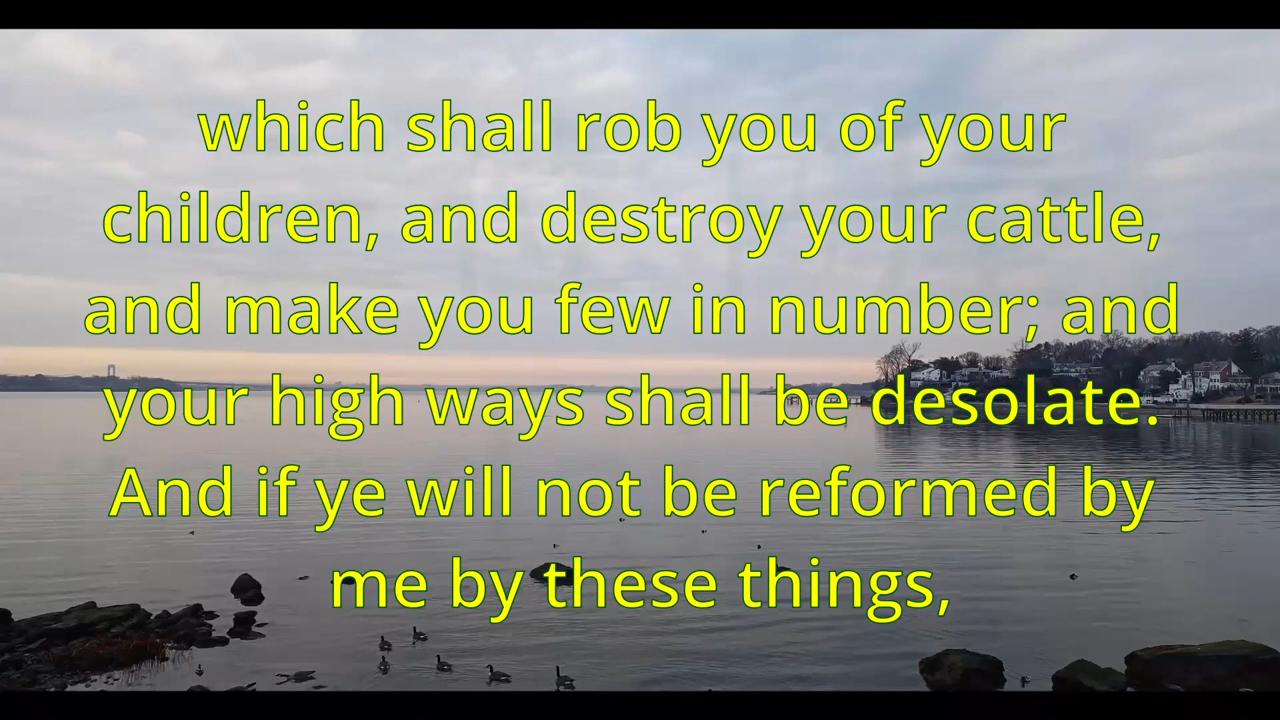 which shall rob you of your
children, and destroy your cattle,
and make you few in number; and
your high ways shall be desolate.
And if ye will not be reformed by
me by these things,